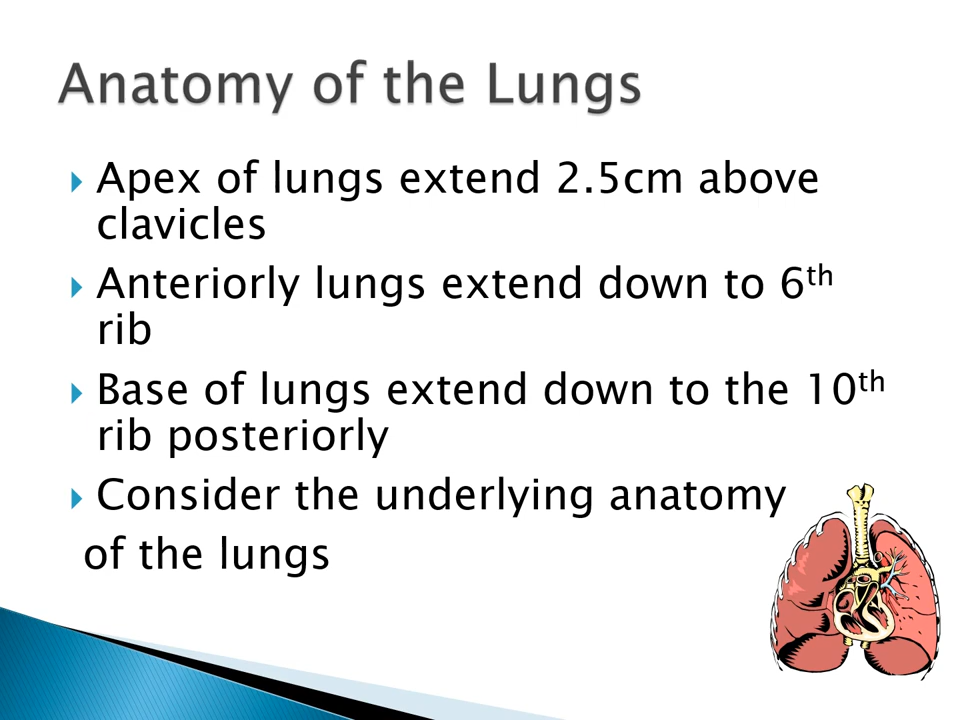 Anatomy of the Lungs
Apex of lungs extend 2.5cm above
clavicles
Anteriorly lungs extend down to 6th
rib
Base of lungs extend down to the 10th
rib posteriorly
Consider the underlying anatomy
of the lungs